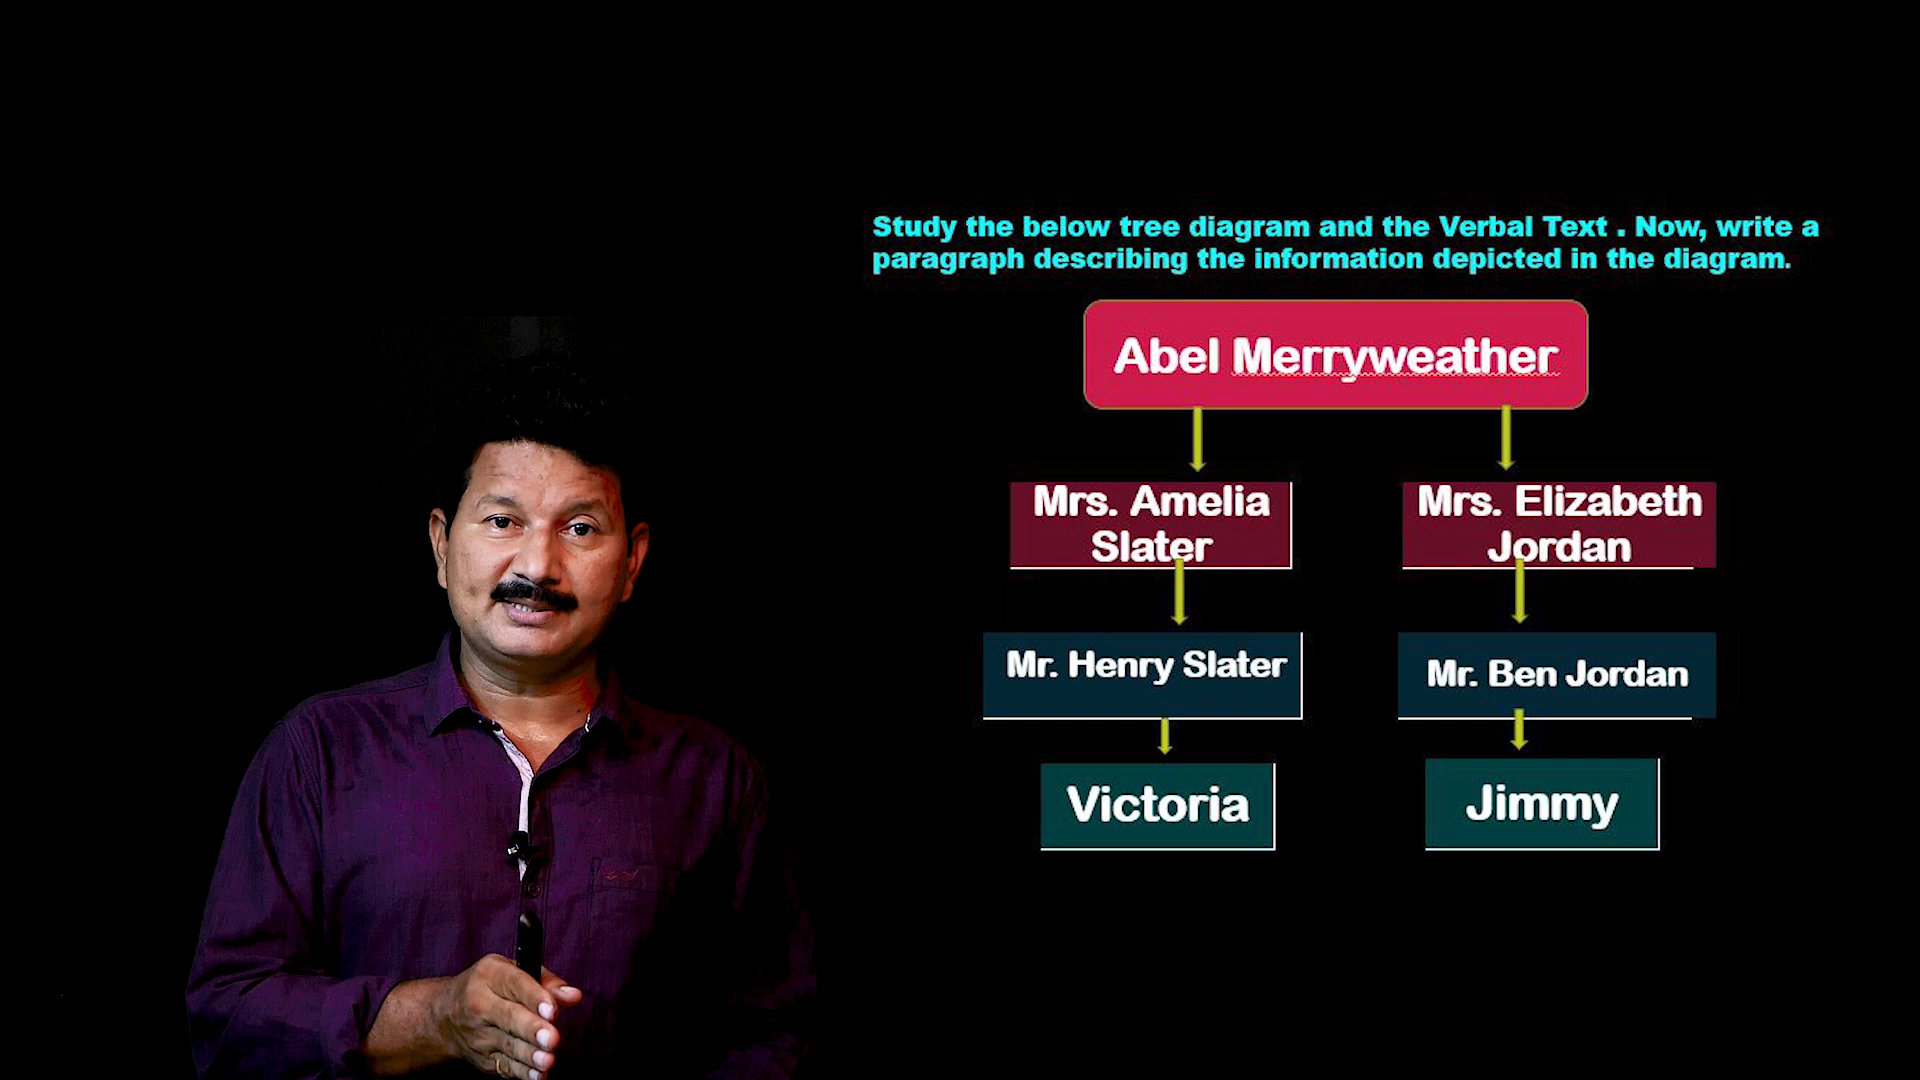 Study the below tree diagram and the Verbal Text . Now, write a
paragraph describing the information depicted in the diagram.
Abel Merryweather
Mrs. Amelia
Slater
Mrs. Elizabeth
Jordan
Mr. Henry Slater
Mr. Ben Jordan
Victoria
Jimmy